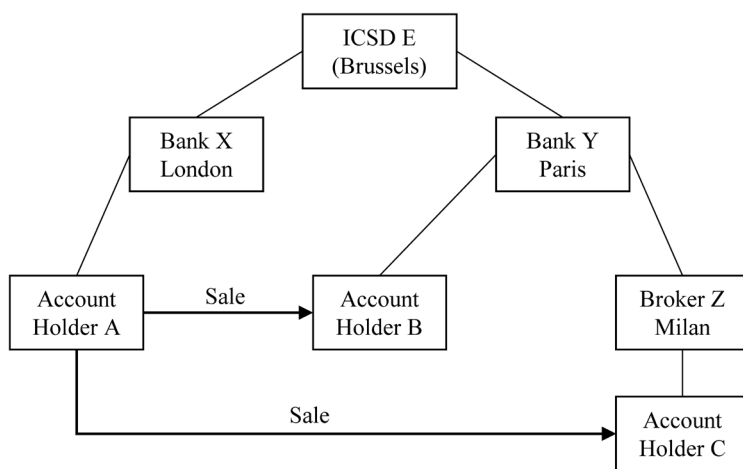 ICSD E
(Brussels)
Bank X
London
Bank Y
Paris
Account
Holder A
Sale
Account
Holder B
Broker Z
Milan
Sale
Account
Holder C